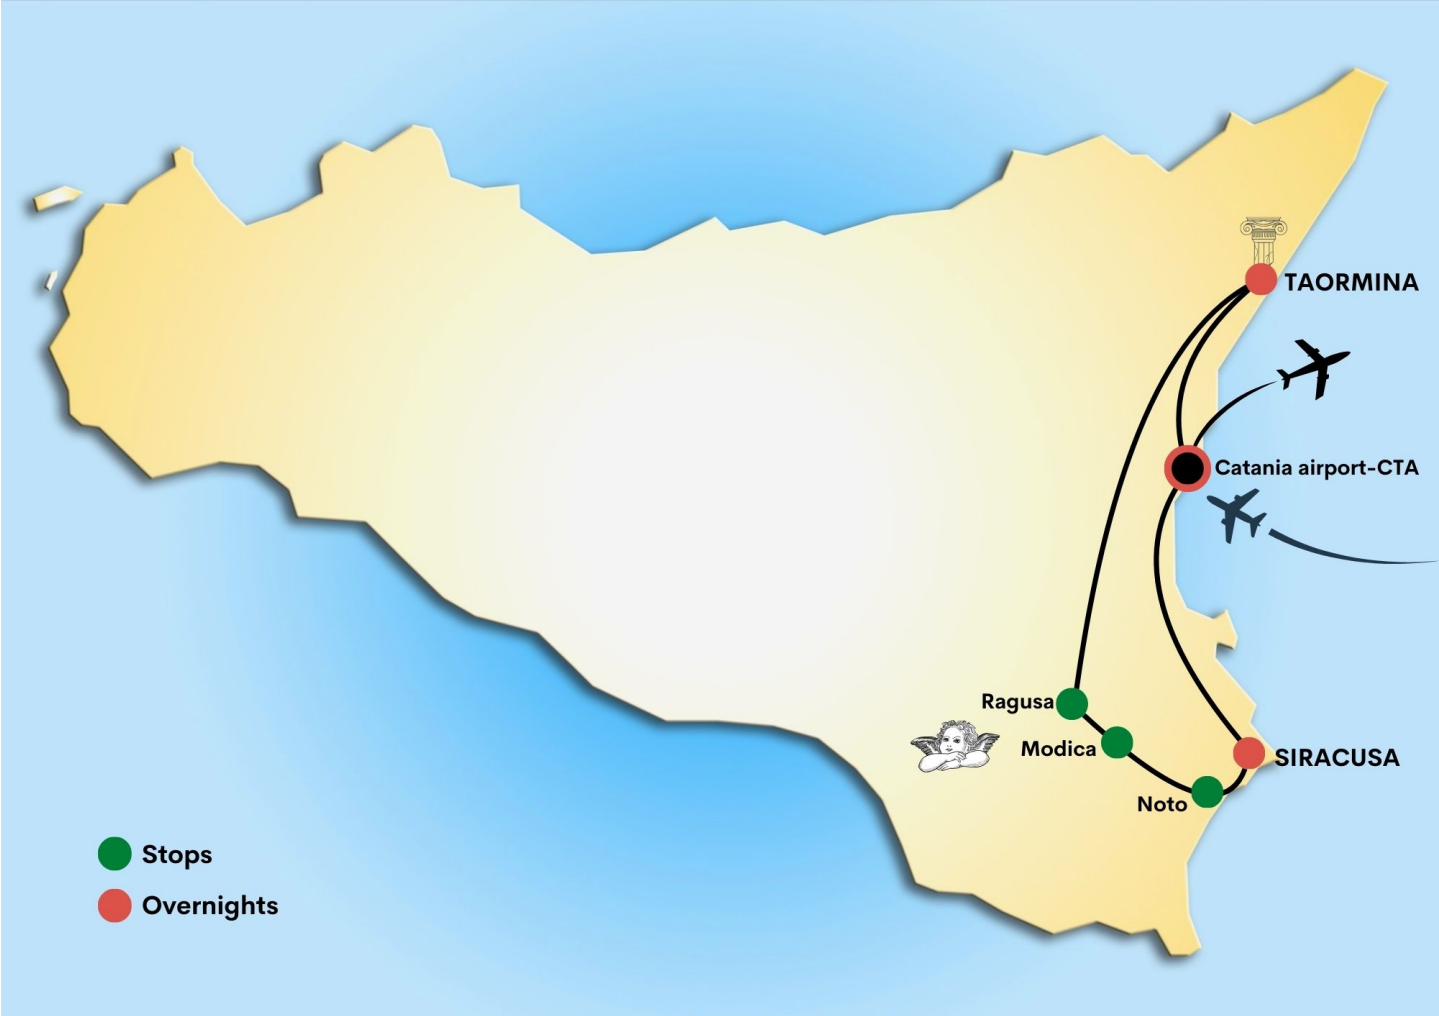 TAORMINA
Catania airport-CTA
Ragusa
Modica
SIRACUSA
Noto
Stops
Overnights